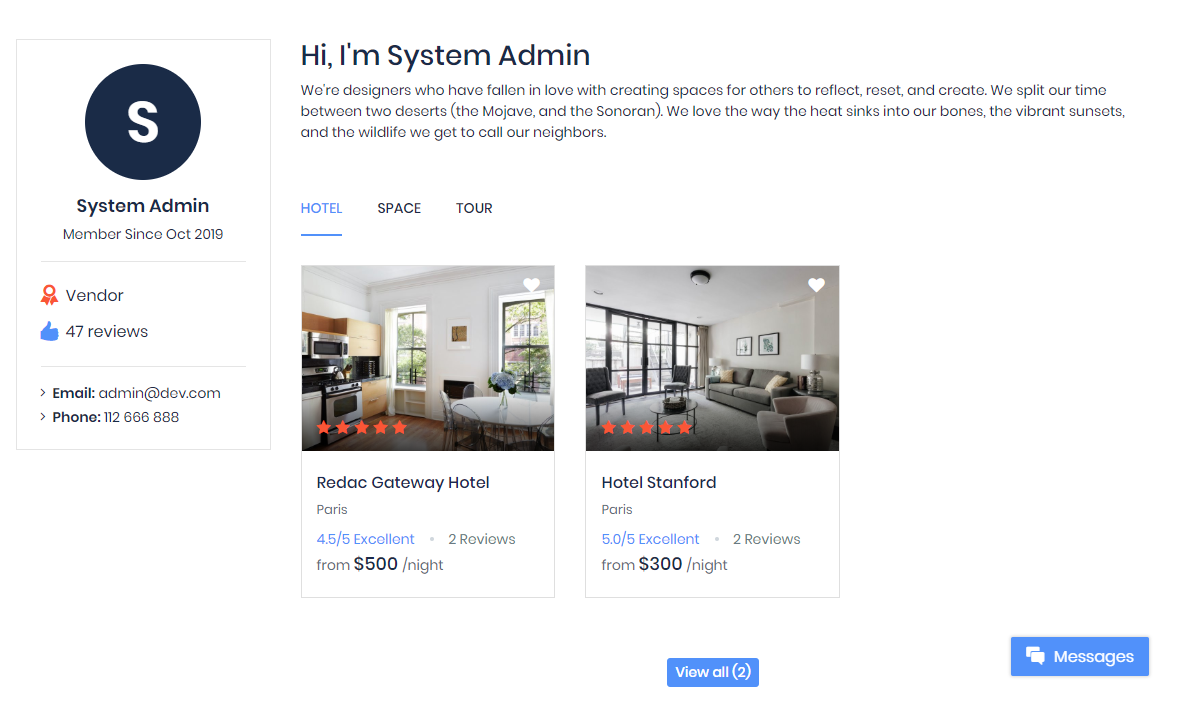 S
System Admin
Member Since Oct 2019
Vendor
47 reviews
Email: admin@dev.com
Phone: 112 666 888
Hi, I'm System Admin
We're designers who have fallen in love with creating spaces for others to reflect, reset, and create. We split our time
between two deserts (the Mojave, and the Sonoran). We love the way the heat sinks into our bones, the vibrant sunsets,
and the wildlife we get to call our neighbors.
HOTEL SPACE TOUR
Redac Gateway Hotel
Paris
4.5/5 Excellent • 2 Reviews
from $500 /night
Hotel Stanford
Paris
5.0/5 Excellent • 2 Reviews
from $300 /night
View all (2)
Messages